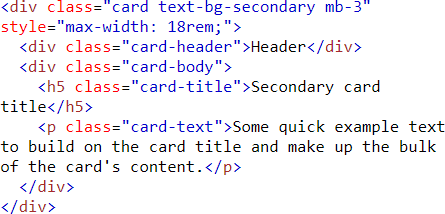 <div class="card text-bg-secondary mb-3"
style="max-width: 18rem;">
  <div class="card-header">Header</div>
  <div class="card-body">
    <h5 class="card-title">Secondary card
title</h5>
    <p class="card-text">Some quick example text
to build on the card title and make up the bulk
of the card's content.</p>
  </div>
</div>